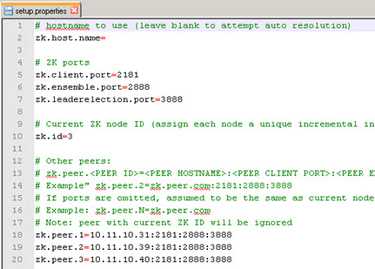 setup.properties
1 # hostname to use (leave blank to attempt auto resolution)
2 zk.host.name=
3
4 # ZK ports
5 zk.client.port=2181
6 zk.ensemble.port=2888
7 zk.leaderelection.port=3888
8
9 # Current ZK node ID (assign each node a unique incremental in
10 zk.id=3
11
12 # Other peers:
13 # zk.peer.<PEER ID>=<PEER HOSTNAME>:<PEER CLIENT PORT>:<PEER E
14 # Example" zk.peer.2=zk.peer.com:2181:2888:3888
15 # If ports are omitted, assumed to be the same as current node
16 # Example: zk.peer.N=zk.peer.com
17 # Note: peer with current ZK ID will be ignored
18 zk.peer.1=10.11.10.31:2181:2888:3888
19 zk.peer.2=10.11.10.39:2181:2888:3888
20 zk.peer.3=10.11.10.40:2181:2888:3888